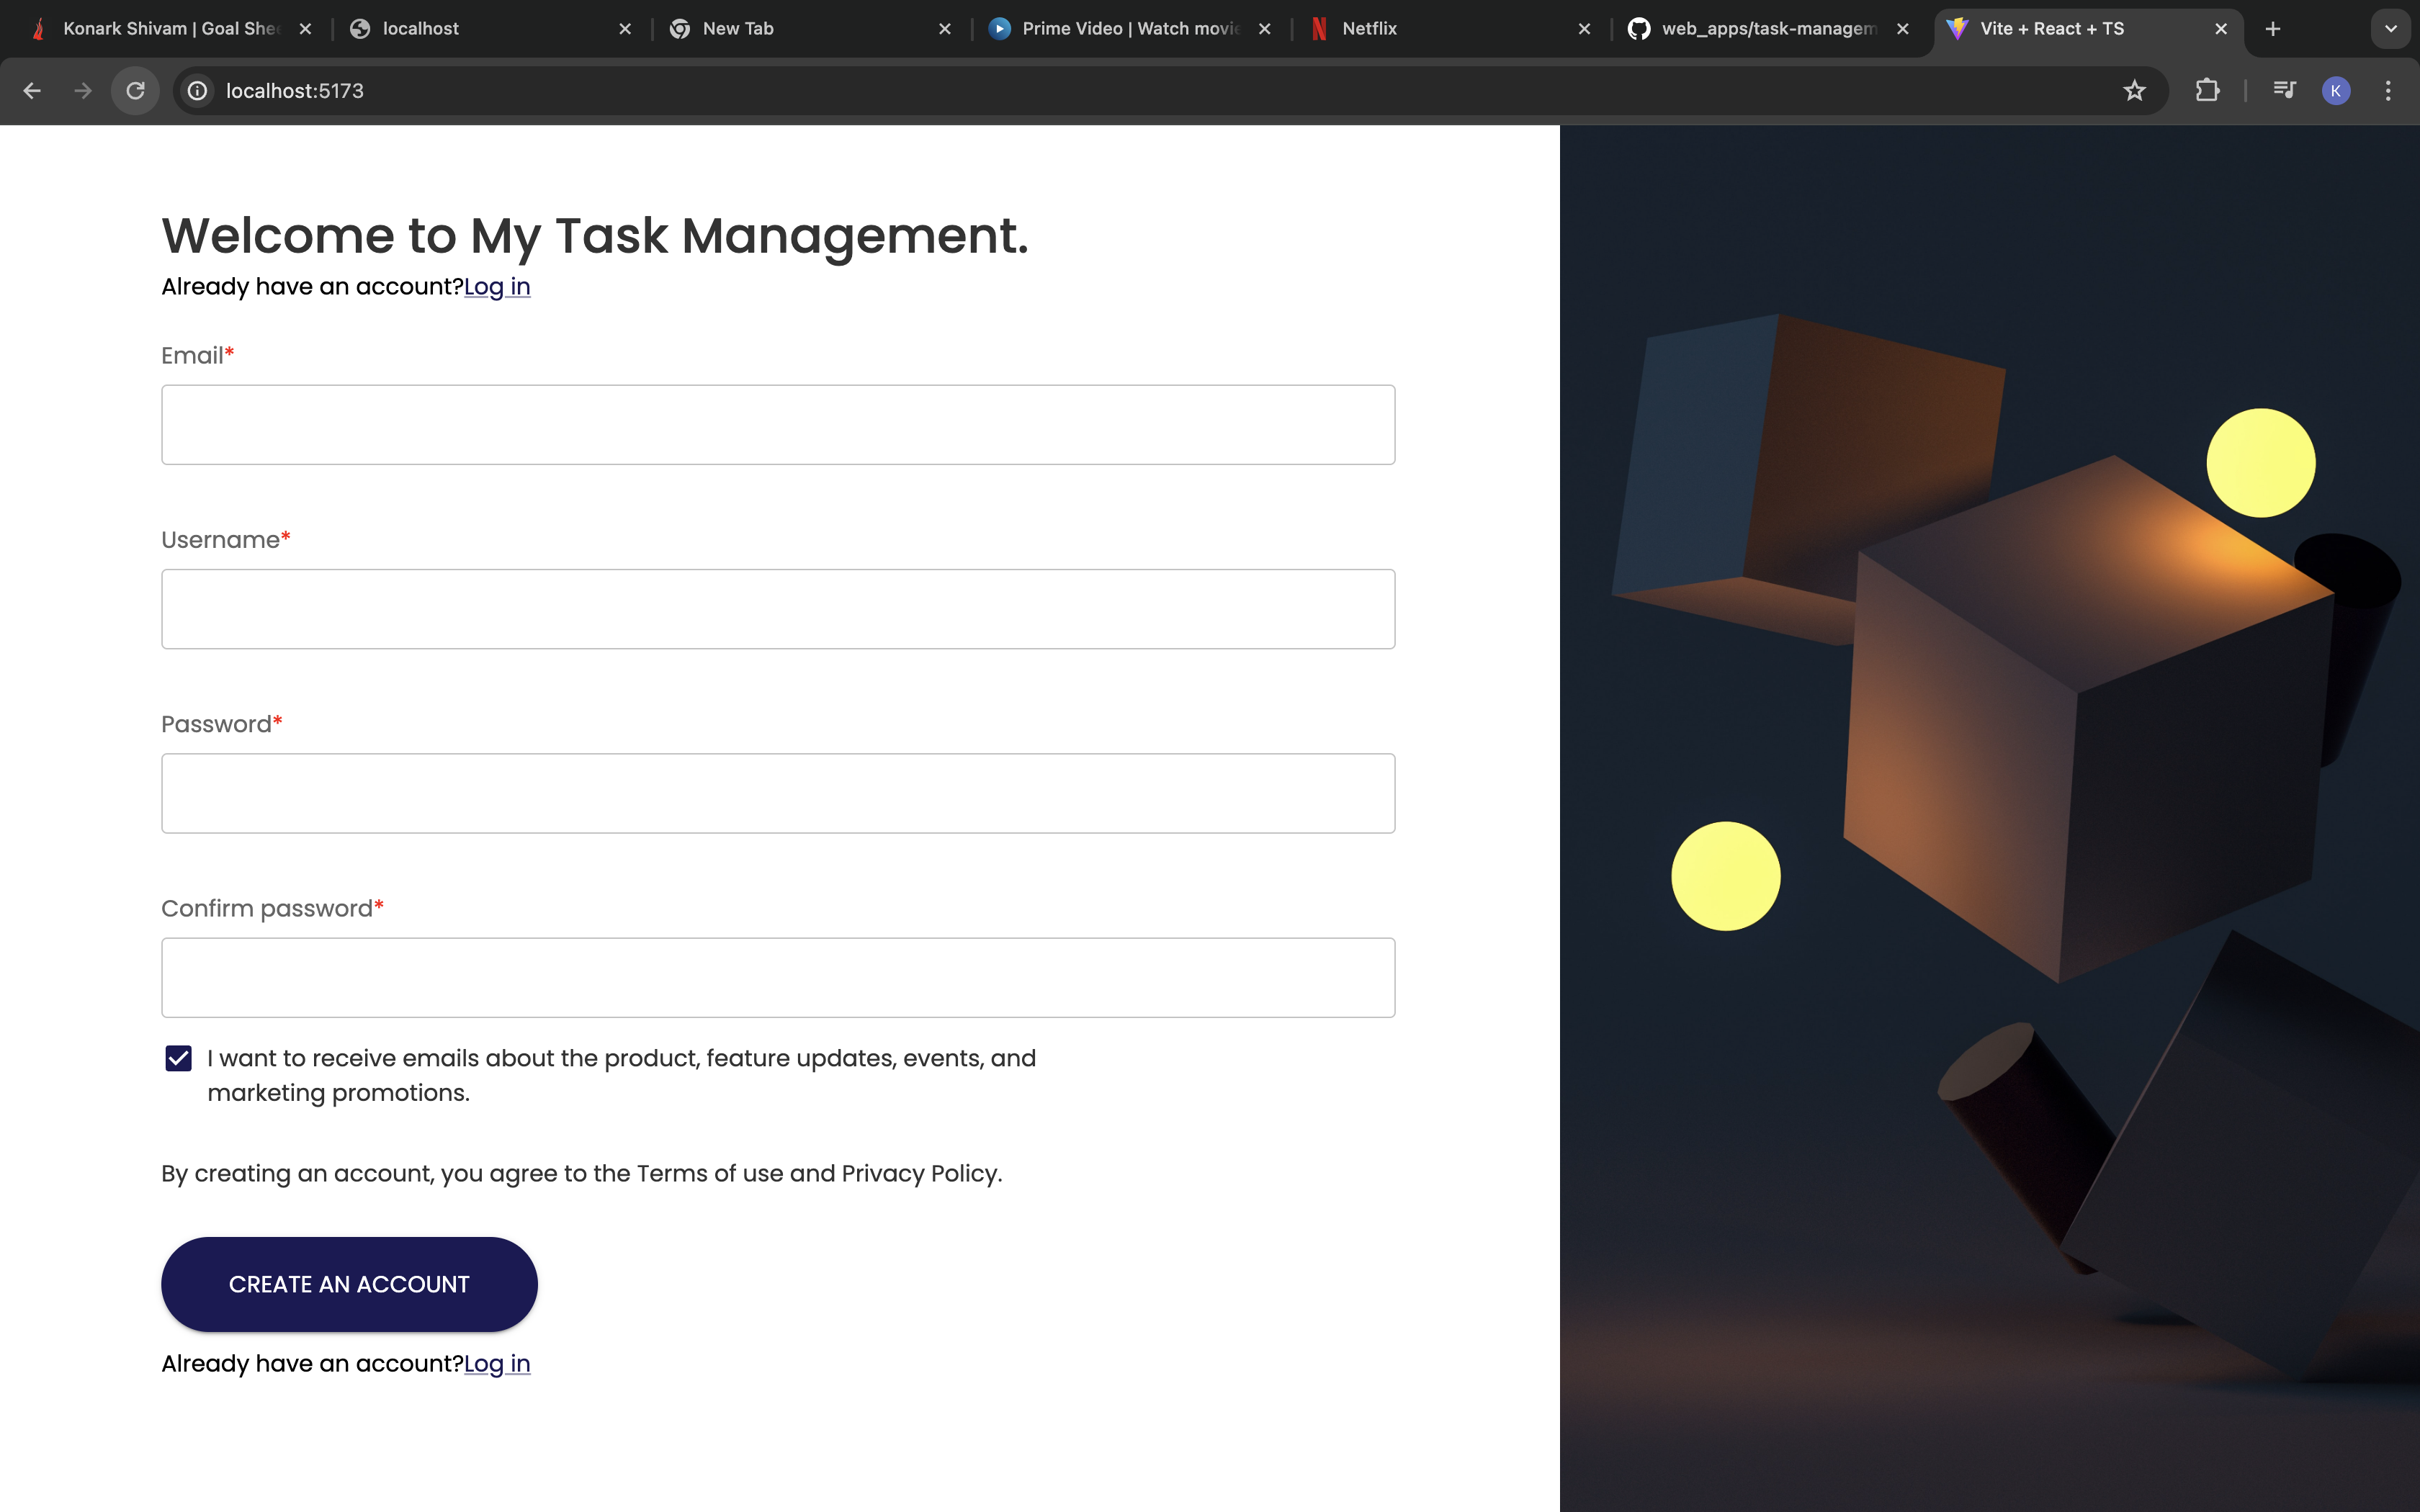 Konark Shivam | Goal Shee
localhost
New Tab
Prime Video | Watch movie
Netflix
web_apps/task-managem
Vite + React + TS
localhost:5173
K
Welcome to My Task Management.
Already have an account?Log in
Email*
Username*
Password*
Confirm password*
I want to receive emails about the product, feature updates, events, and
marketing promotions.
By creating an account, you agree to the Terms of use and Privacy Policy.
CREATE AN ACCOUNT
Already have an account?Log in